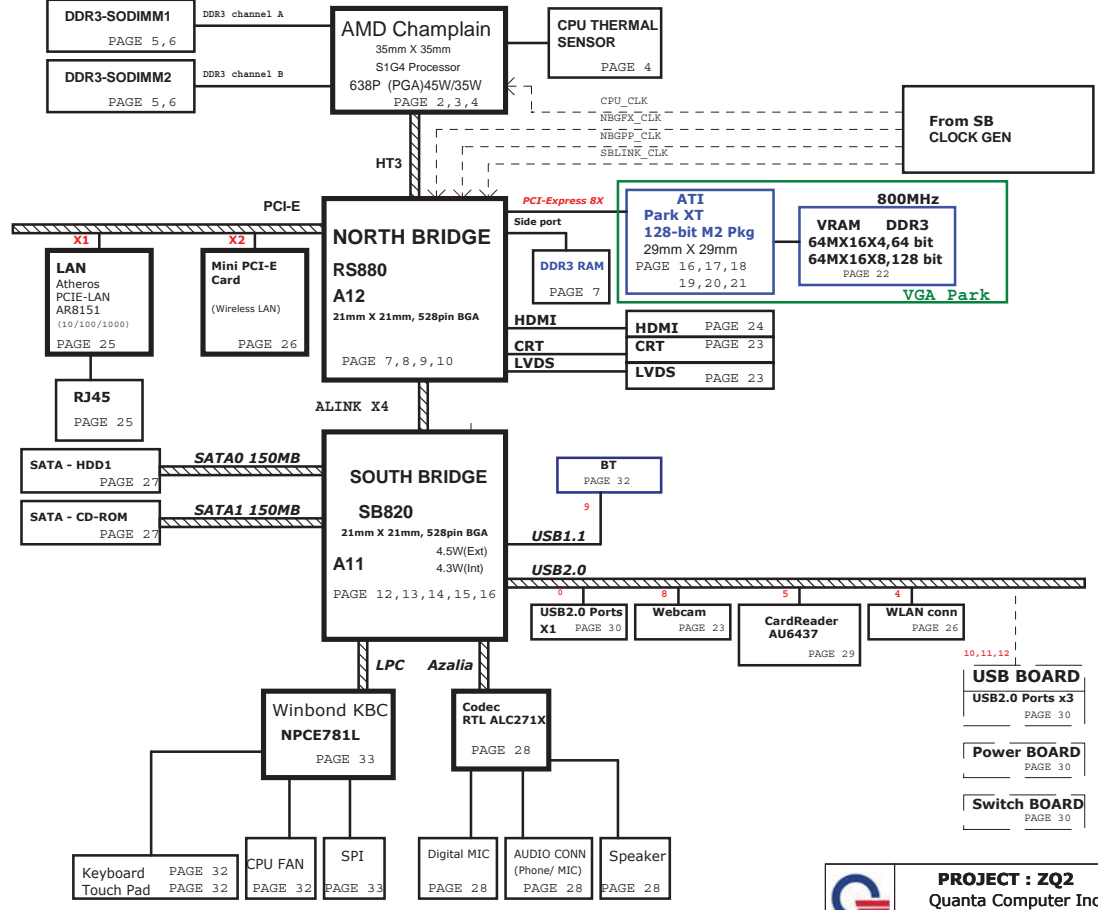 DDR3-SODIMM1
PAGE 5,6
DDR3 channel A
DDR3-SODIMM2
PAGE 5,6
DDR3 channel B
AMD Champlain
35mm X 35mm
S1G4 Processor
638P (PGA)45W/35W
PAGE 2,3,4
CPU THERMAL
SENSOR
PAGE 4
CPU_CLK
NBGFX_CLK
NBGPP_CLK
SBLINK_CLK
From SB
CLOCK GEN
HT3
PCI-E
X1
X2
LAN
Atheros
PCIE-LAN
AR8151
(10/100/1000)
PAGE 25
Mini PCI-E
Card
(Wireless LAN)
PAGE 26
RJ45
PAGE 25
NORTH BRIDGE
RS880
A12
21mm X 21mm, 528pin BGA
PAGE 7,8,9,10
PCI-Express 8X
Side port
DDR3 RAM
PAGE 7
ATI
Park XT
128-bit M2 Pkg
29mm X 29mm
PAGE 16,17,18
19,20,21
800MHz
VRAM DDR3
64MX16X4,64 bit
64MX16X8,128 bit
PAGE 22
VGA Park
HDMI
HDMI PAGE 24
CRT
CRT PAGE 23
LVDS
LVDS PAGE 23
ALINK X4
SATA - HDD1
PAGE 27
SATA0 150MB
SATA - CD-ROM
PAGE 27
SATA1 150MB
SOUTH BRIDGE
SB820
21mm X 21mm, 528pin BGA
4.5W(Ext)
A11
4.3W(Int)
PAGE 12,13,14,15,16
BT
PAGE 32
9
USB1.1
USB2.0
0
8
5
4
USB2.0 Ports
X1 PAGE 30
Webcam
PAGE 23
CardReader
AU6437
PAGE 29
WLAN conn
PAGE 26
10,11,12
USB BOARD
USB2.0 Ports x3
PAGE 30
Power BOARD
PAGE 30
Switch BOARD
PAGE 30
LPC
Azalia
Winbond KBC
NPCE781L
PAGE 33
Codec
RTL ALC271X
PAGE 28
Keyboard PAGE 32
Touch Pad PAGE 32
CPU FAN
PAGE 32
SPI
PAGE 33
Digital MIC
PAGE 28
AUDIO CONN
(Phone/ MIC)
PAGE 28
Speaker
PAGE 28
PROJECT : ZQ2
Quanta Computer Inc